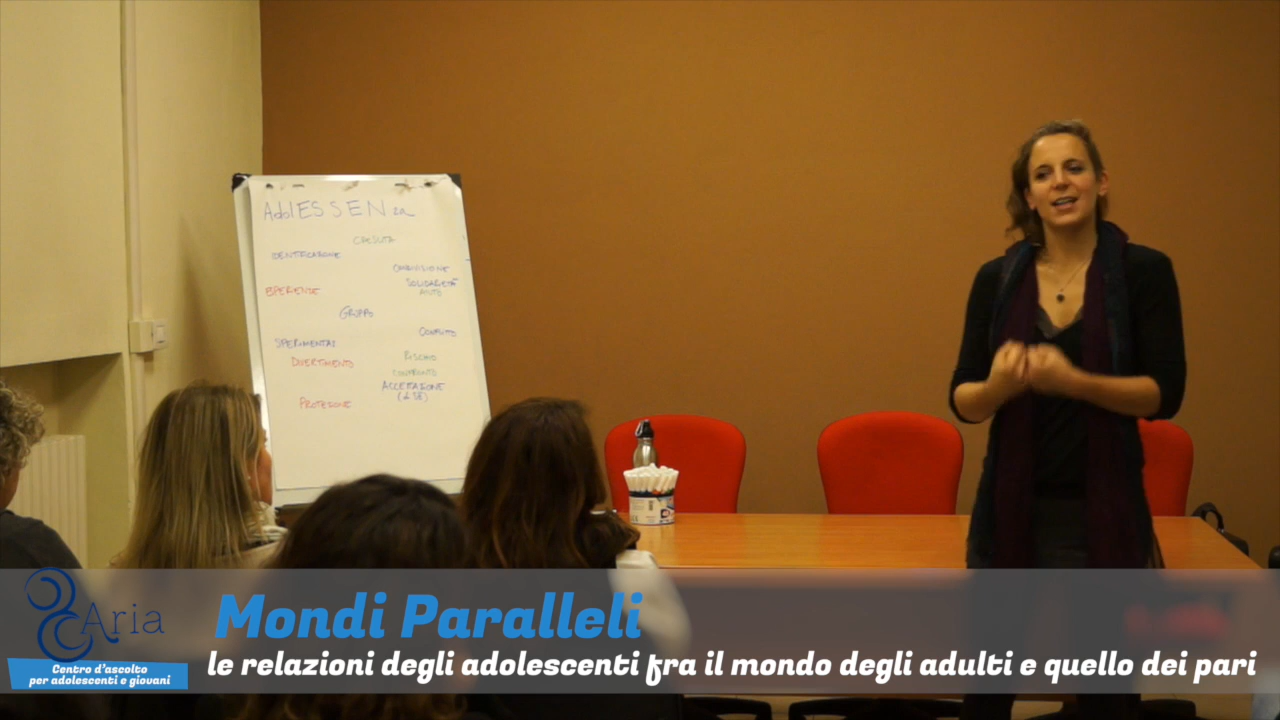 AdolESSENza
CRESCITA
IDENTIFICAZIONE
CONDIVISIONE
SOLIDARIETÀ
AIUTO
ESPERIENZE
GRUPPO
CONFLITTO
SPERIMENTARSI
DIVERTIMENTO
RISCHIO
CONFRONTO
ACCETTAZIONE
(di SÉ)
PROTEZIONE
Aria
Centro d'ascolto
per adolescenti e giovani
Mondi Paralleli
le relazioni degli adolescenti fra il mondo degli adulti e quello dei pari